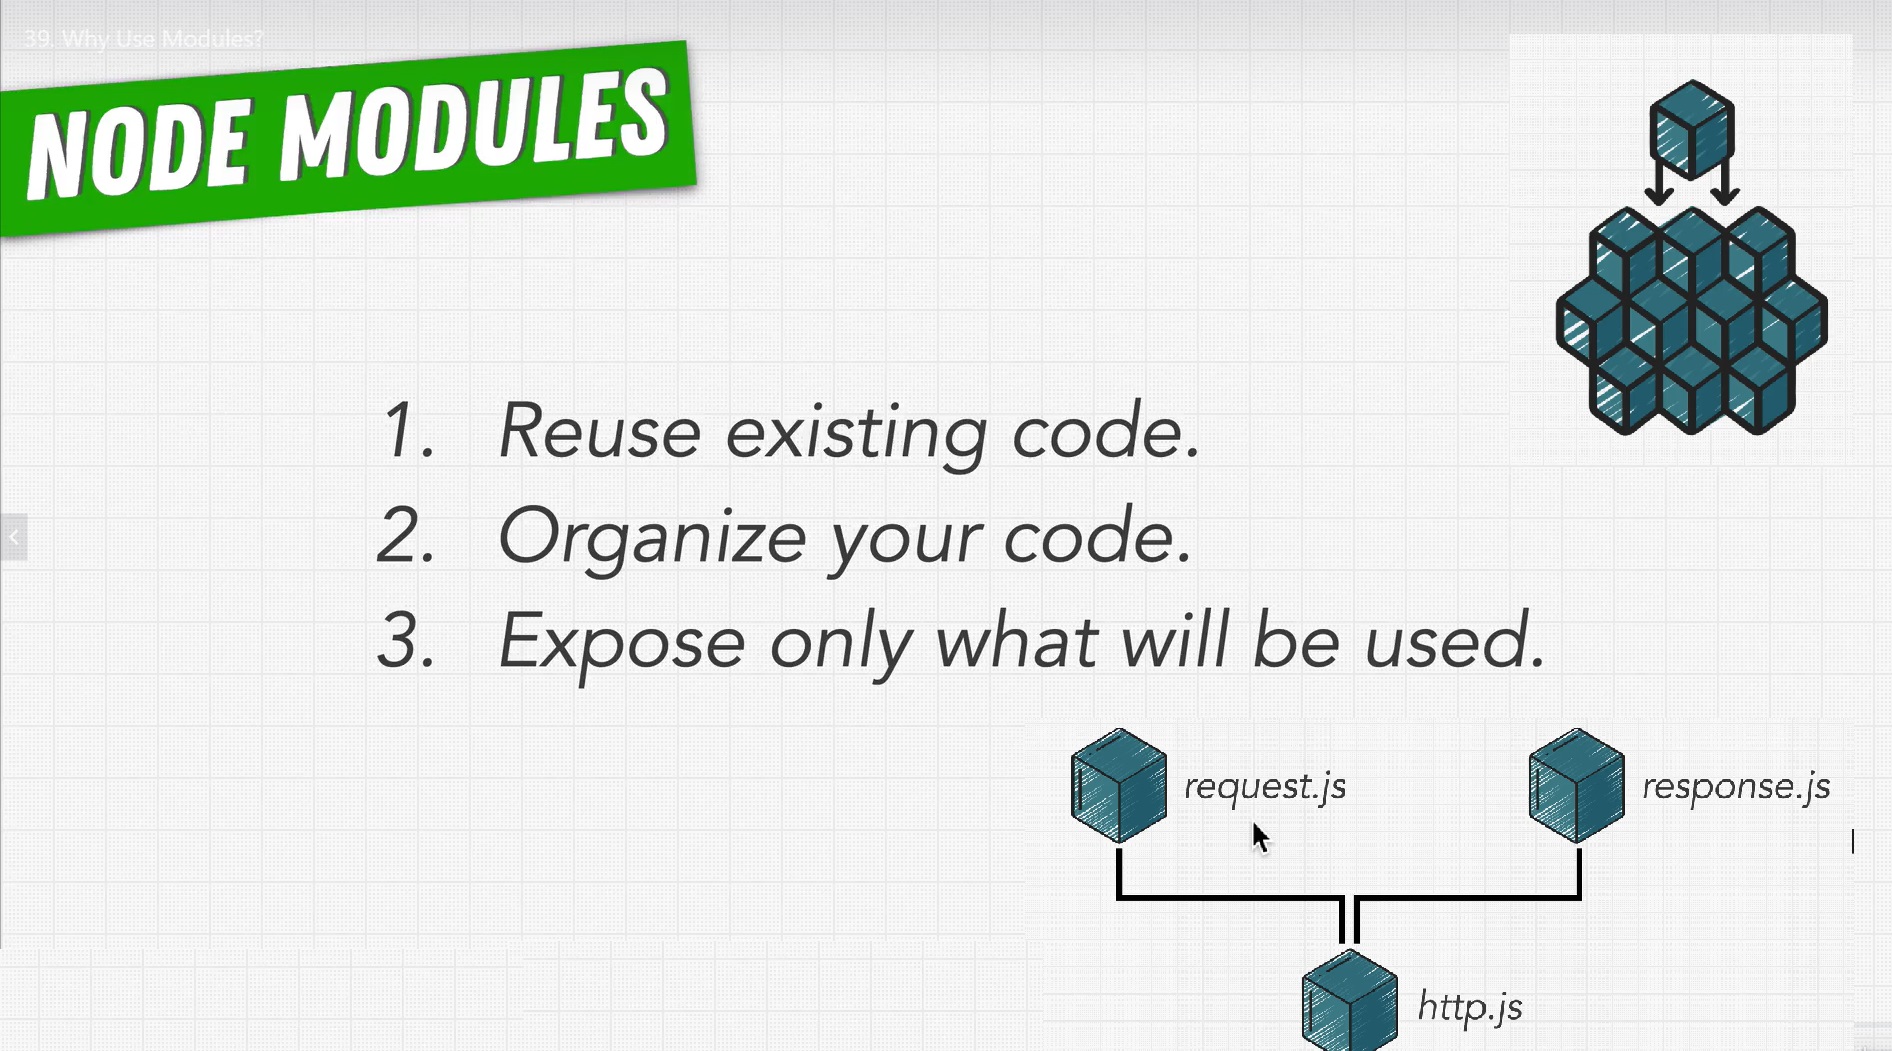 39. Why Use Modules?
NODE MODULES
1. Reuse existing code.
2. Organize your code.
3. Expose only what will be used.
request.js
response.js
http.js